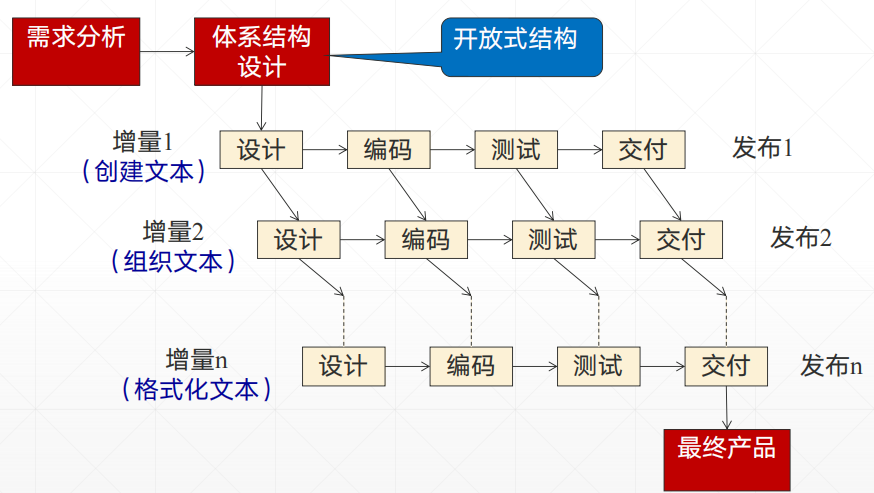 需求分析
体系结构
设计
开放式结构
增量1
（创建文本）
设计
编码
测试
交付
发布1
增量2
（组织文本）
设计
编码
测试
交付
发布2
增量n
（格式化文本）
设计
编码
测试
交付
发布n
最终产品